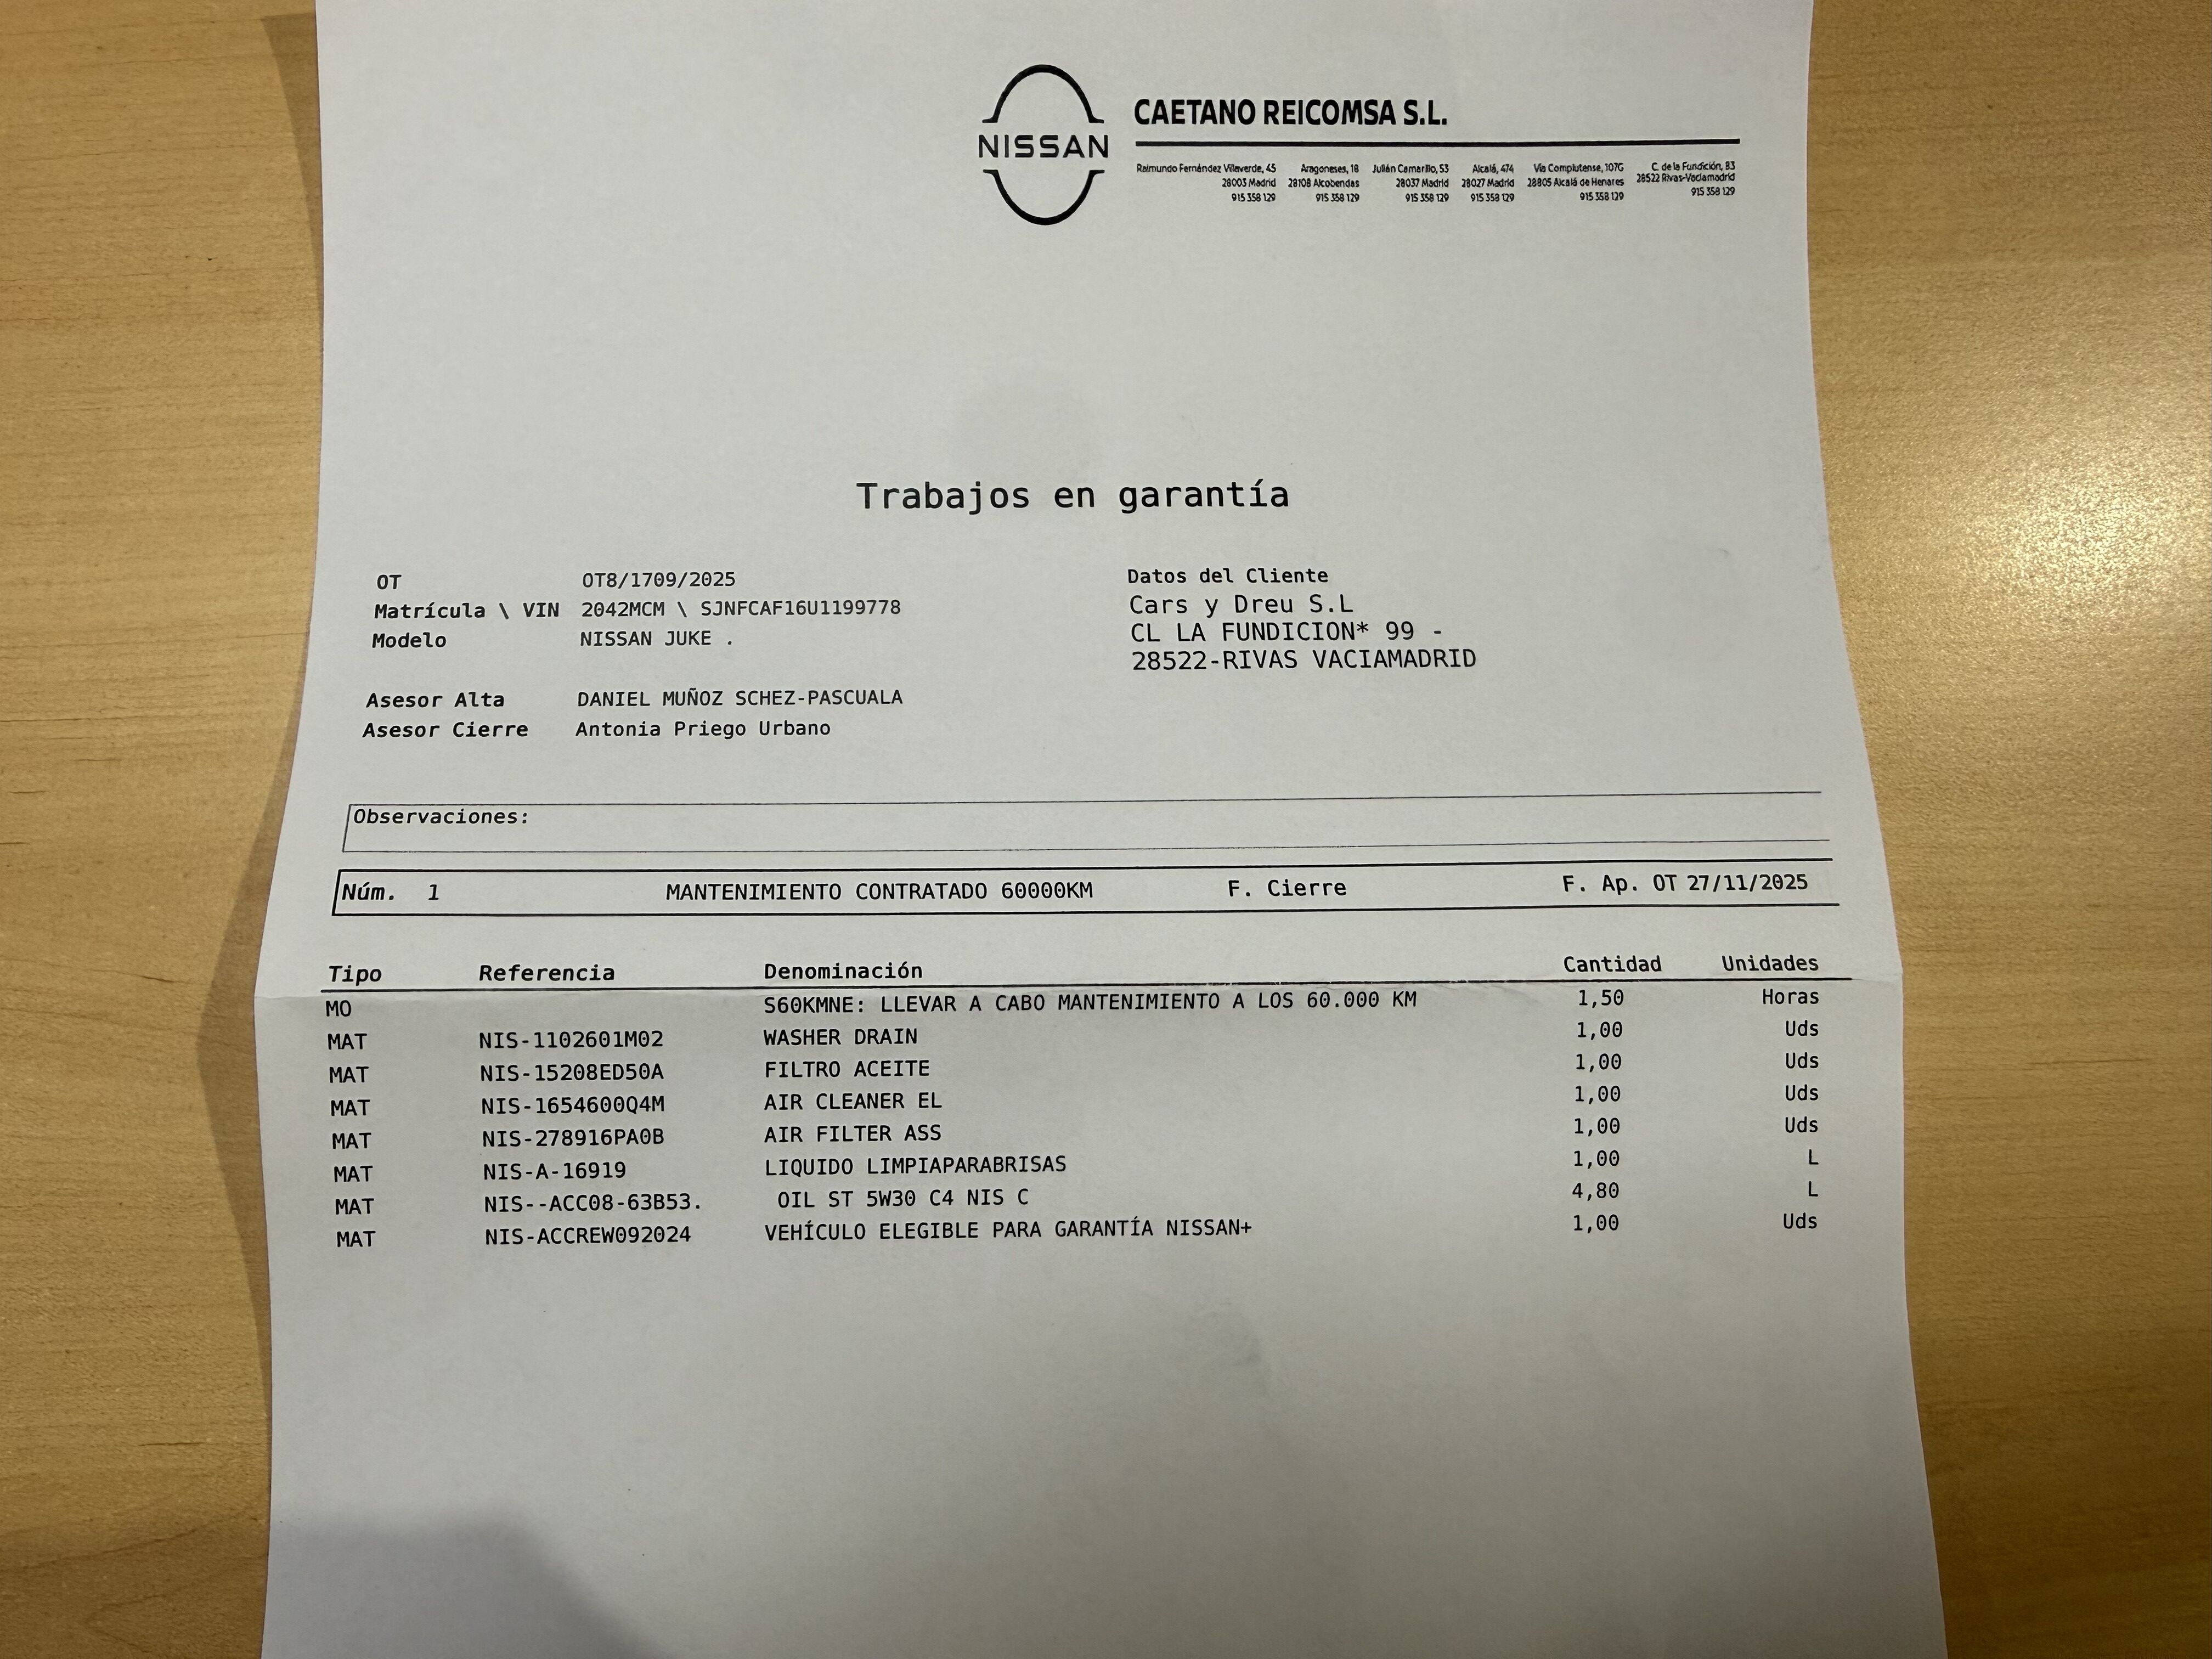 NISSAN
CAETANO REICOMSA S.L.
Raimundo Fernández Villaverde, 45 Aragoneses, 18 Julián Camarillo, 53 Alcalá, 474 Vía Complutense, 107G C. de la Fundición, 83
28003 Madrid 28108 Alcobendas 28037 Madrid 28027 Madrid 28805 Alcalá de Henares 28522 Rivas-Vaciamadrid
915 358 129 915 358 129 915 358 129 915 358 129 915 358 129 915 358 129
Trabajos en garantía
OT OT8/1709/2025
Matrícula \ VIN 2042MCM \ SJNFCAF16U1199778
Modelo NISSAN JUKE .
Asesor Alta DANIEL MUÑOZ SCHEZ-PASCUALA
Asesor Cierre Antonia Priego Urbano
Datos del Cliente
Cars y Dreu S.L
CL LA FUNDICION* 99 -
28522-RIVAS VACIAMADRID
Observaciones:
Núm. 1 MANTENIMIENTO CONTRATADO 60000KM F. Cierre F. Ap. OT 27/11/2025
Tipo Referencia Denominación Cantidad Unidades
MO S60KMNE: LLEVAR A CABO MANTENIMIENTO A LOS 60.000 KM 1,50 Horas
MAT NIS-1102601M02 WASHER DRAIN 1,00 Uds
MAT NIS-15208ED50A FILTRO ACEITE 1,00 Uds
MAT NIS-1654600Q4M AIR CLEANER EL 1,00 Uds
MAT NIS-278916PA0B AIR FILTER ASS 1,00 Uds
MAT NIS-A-16919 LIQUIDO LIMPIAPARABRISAS 1,00 L
MAT NIS--ACC08-63B53. OIL ST 5W30 C4 NIS C 4,80 L
MAT NIS-ACCREW092024 VEHÍCULO ELEGIBLE PARA GARANTÍA NISSAN+ 1,00 Uds